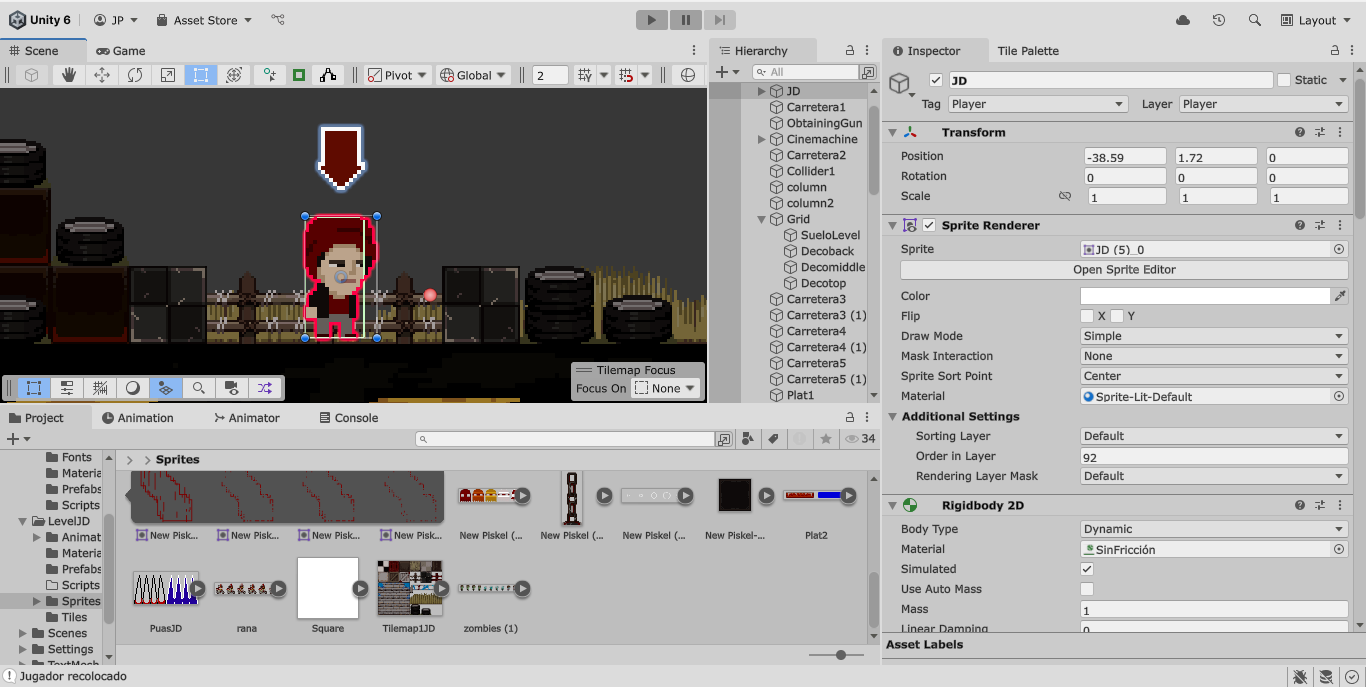 Unity 6 JP Asset Store Layout
Scene Game
Pivot Global 2
Tilemap Focus
Focus On None
Hierarchy
All
JD
Carretera1
ObtainingGun
Cinemachine
Carretera2
Collider1
column
column2
Grid
SueloLevel
Decoback
Decomiddle
Decotop
Carretera3
Carretera3 (1)
Carretera4
Carretera4 (1)
Carretera5
Carretera5 (1)
Plat1
Inspector Tile Palette
JD Static
Tag Player Layer Player
Transform
Position -38.59 1.72 0
Rotation 0 0 0
Scale 1 1 1
Sprite Renderer
Sprite JD (5)_0
Open Sprite Editor
Color
Flip X Y
Draw Mode Simple
Mask Interaction None
Sprite Sort Point Center
Material Sprite-Lit-Default
Additional Settings
Sorting Layer Default
Order in Layer 92
Rendering Layer Mask Default
Rigidbody 2D
Body Type Dynamic
Material SinFricción
Simulated
Use Auto Mass
Mass 1
Linear Damping 0
Asset Labels
Project Animation Animator Console
34
Fonts
Materia
Prefabs
Scripts
LevelJD
Animat
Materia
Prefabs
Scripts
Sprites
Tiles
Scenes
Settings
TextMesh
Sprites
New Pisk... New Pisk... New Pisk... New Pisk... New Piskel (... New Piskel (... New Piskel (... New Piskel-... Plat2
PuasJD rana Square Tilemap1JD zombies (1)
Jugador recolocado